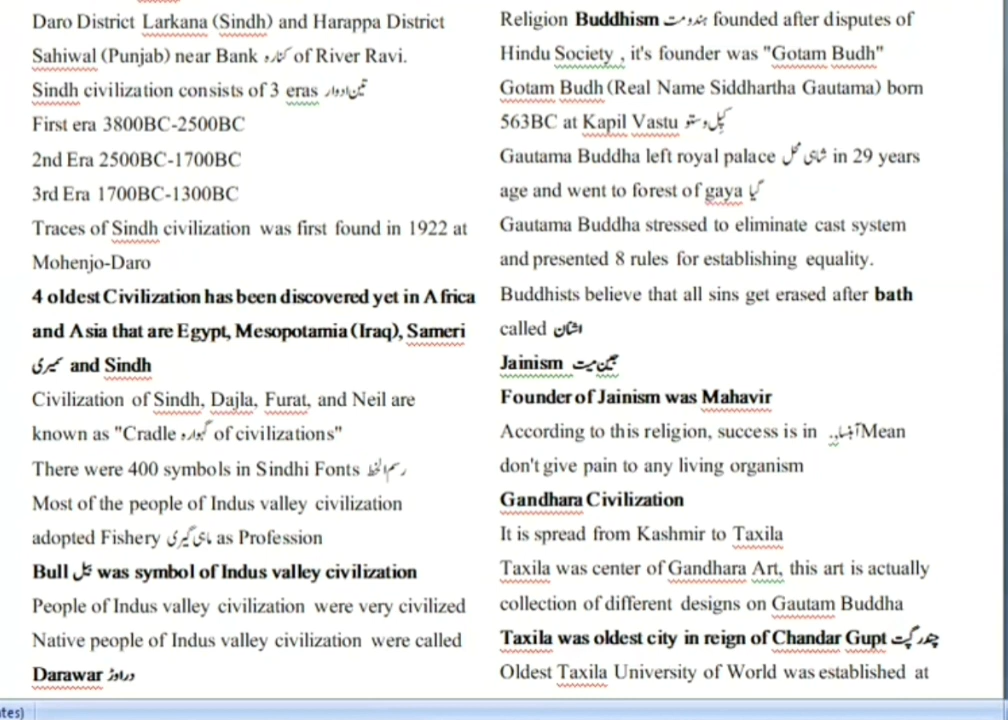 Daro District Larkana (Sindh) and Harappa District
Sahiwal (Punjab) near Bank کنارہ of River Ravi.
Sindh civilization consists of 3 eras تین ادوار
First era 3800BC-2500BC
2nd Era 2500BC-1700BC
3rd Era 1700BC-1300BC
Traces of Sindh civilization was first found in 1922 at
Mohenjo-Daro
4 oldest Civilization has been discovered yet in Africa
and Asia that are Egypt, Mesopotamia (Iraq), Sameri
سمیری and Sindh
Civilization of Sindh, Dajla, Furat, and Neil are
known as "Cradle گہوارہ of civilizations"
There were 400 symbols in Sindhi Fonts رسم الخط
Most of the people of Indus valley civilization
adopted Fishery ماہی گیری as Profession
Bull بیل was symbol of Indus valley civilization
People of Indus valley civilization were very civilized
Native people of Indus valley civilization were called
Darawar دراوڑ
Religion Buddhism ہندومت founded after disputes of
Hindu Society , it's founder was "Gotam Budh"
Gotam Budh (Real Name Siddhartha Gautama) born
563BC at Kapil Vastu کپل وستو
Gautama Buddha left royal palace شاہی محل in 29 years
age and went to forest of gaya گیا
Gautama Buddha stressed to eliminate cast system
and presented 8 rules for establishing equality.
Buddhists believe that all sins get erased after bath
called اشنان
Jainism جین مت
Founder of Jainism was Mahavir
According to this religion, success is in Mean
don't give pain to any living organism
Gandhara Civilization
It is spread from Kashmir to Taxila
Taxila was center of Gandhara Art, this art is actually
collection of different designs on Gautam Buddha
Taxila was oldest city in reign of Chandar Gupt چندر گپت
Oldest Taxila University of World was established at
tes)